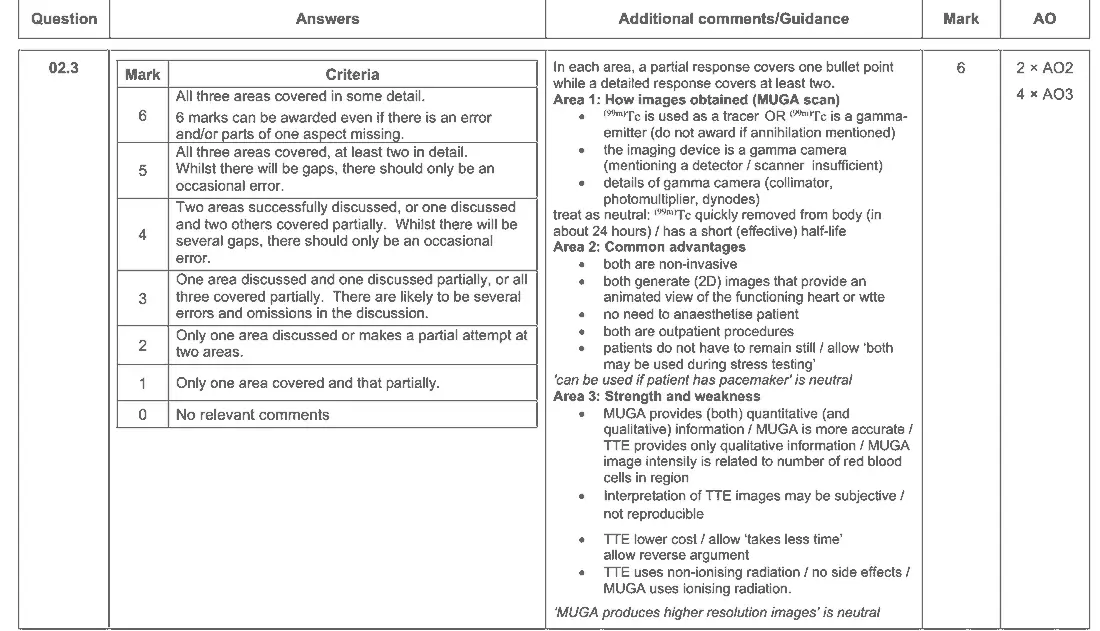 Question Answers Additional comments/Guidance Mark AO
02.3
Mark Criteria
6 All three areas covered in some detail.
6 marks can be awarded even if there is an error
and/or parts of one aspect missing.
5 All three areas covered, at least two in detail.
Whilst there will be gaps, there should only be an
occasional error.
4 Two areas successfully discussed, or one discussed
and two others covered partially. Whilst there will be
several gaps, there should only be an occasional
error.
3 One area discussed and one discussed partially, or all
three covered partially. There are likely to be several
errors and omissions in the discussion.
2 Only one area discussed or makes a partial attempt at
two areas.
1 Only one area covered and that partially.
0 No relevant comments
In each area, a partial response covers one bullet point
while a detailed response covers at least two.
Area 1: How images obtained (MUGA scan)
• (99m)Tc is used as a tracer OR (99m)Tc is a gamma-
emitter (do not award if annihilation mentioned)
• the imaging device is a gamma camera
(mentioning a detector / scanner insufficient)
• details of gamma camera (collimator,
photomultiplier, dynodes)
treat as neutral: (99m)Tc quickly removed from body (in
about 24 hours) / has a short (effective) half-life
Area 2: Common advantages
• both are non-invasive
• both generate (2D) images that provide an
animated view of the functioning heart or wtte
• no need to anaesthetise patient
• both are outpatient procedures
• patients do not have to remain still / allow ‘both
may be used during stress testing’
‘can be used if patient has pacemaker’ is neutral
Area 3: Strength and weakness
• MUGA provides (both) quantitative (and
qualitative) information / MUGA is more accurate /
TTE provides only qualitative information / MUGA
image intensity is related to number of red blood
cells in region
• Interpretation of TTE images may be subjective /
not reproducible
• TTE lower cost / allow ‘takes less time’
allow reverse argument
• TTE uses non-ionising radiation / no side effects /
MUGA uses ionising radiation.
‘MUGA produces higher resolution images’ is neutral
6
2 × AO2
4 × AO3